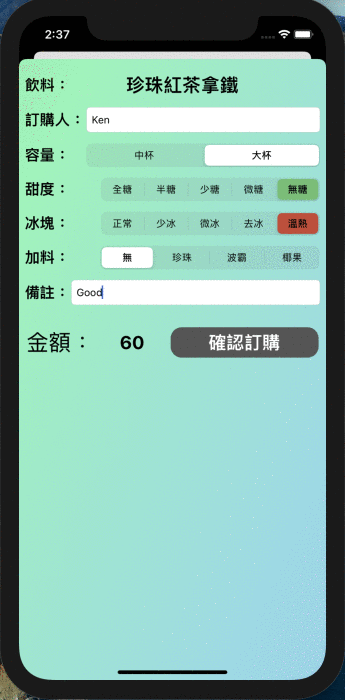 2:37
飲料： 珍珠紅茶拿鐵
訂購人： Ken
容量： 中杯 大杯
甜度： 全糖 半糖 少糖 微糖 無糖
冰塊： 正常 少冰 微冰 去冰 溫熱
加料： 無 珍珠 波霸 椰果
備註： Good
金額： 60 確認訂購